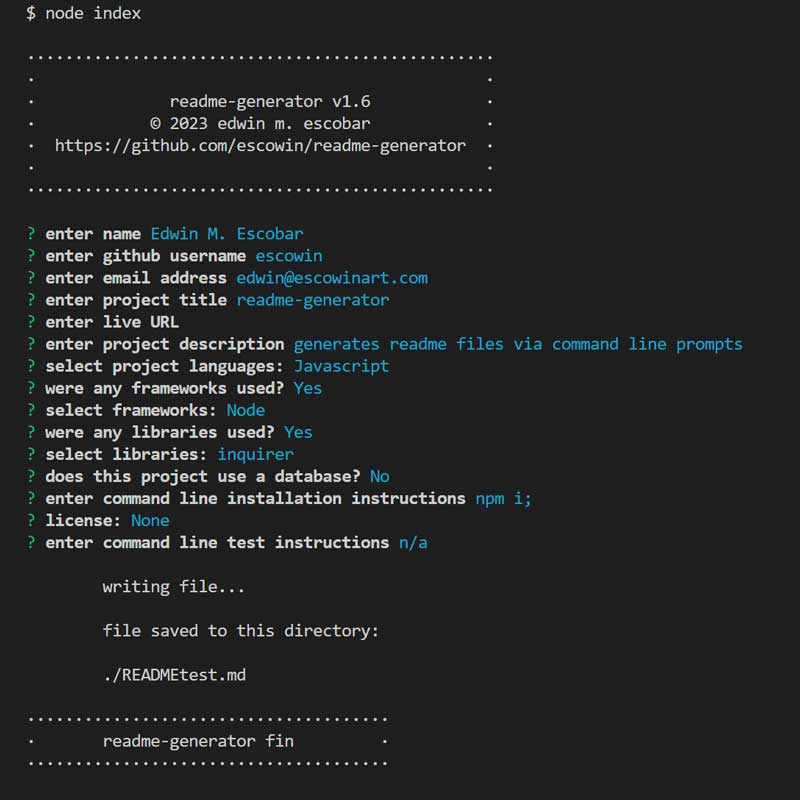 $ node index
················································
· ·
· readme-generator v1.6 ·
· © 2023 edwin m. escobar ·
· https://github.com/escowin/readme-generator ·
· ·
················································
? enter name Edwin M. Escobar
? enter github username escowin
? enter email address edwin@escowinart.com
? enter project title readme-generator
? enter live URL
? enter project description generates readme files via command line prompts
? select project languages: Javascript
? were any frameworks used? Yes
? select frameworks: Node
? were any libraries used? Yes
? select libraries: inquirer
? does this project use a database? No
? enter command line installation instructions npm i;
? license: None
? enter command line test instructions n/a
writing file...
file saved to this directory:
./READMEtest.md
······································
· readme-generator fin ·
······································